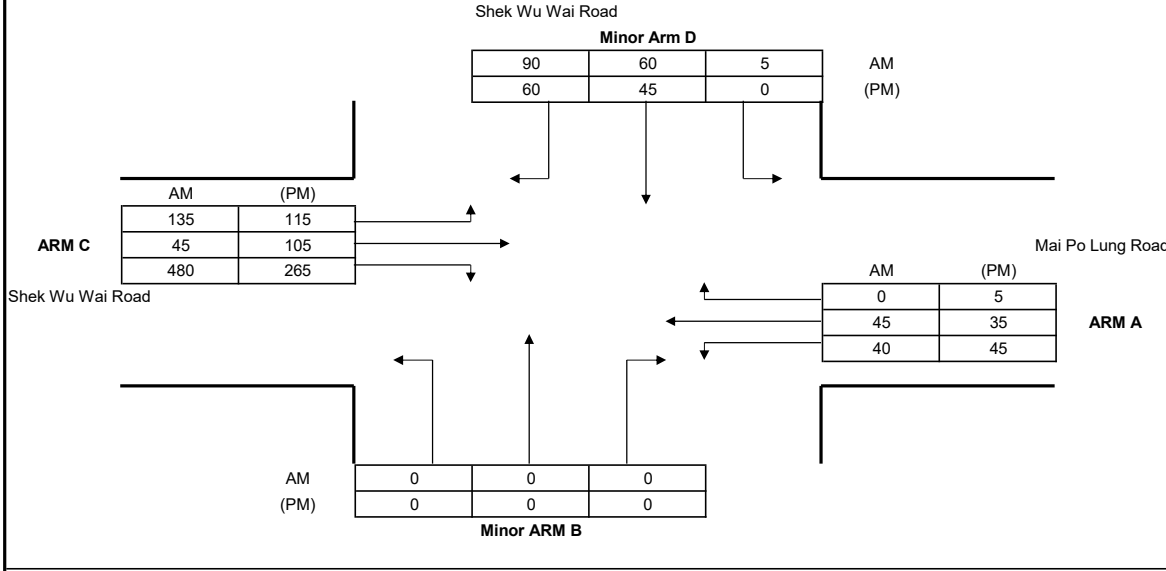 Shek Wu Wai Road
Minor Arm D
90 60 5 AM
60 45 0 (PM)
AM (PM)
135 115
ARM C 45 105
480 265
Shek Wu Wai Road
Mai Po Lung Road
AM (PM)
0 5
45 35 ARM A
40 45
AM 0 0 0
(PM) 0 0 0
Minor ARM B